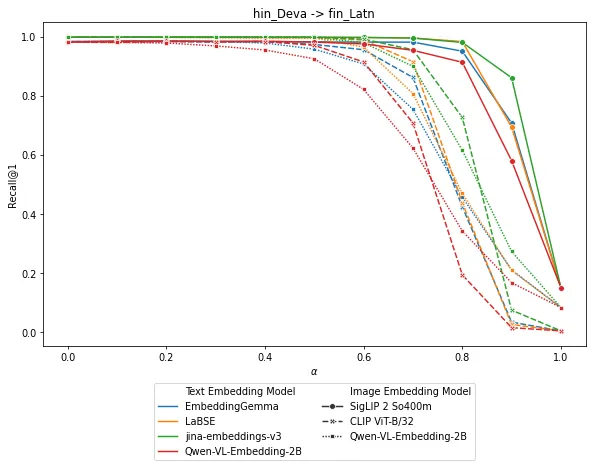 hin_Deva -> fin_Latn
1.0
0.8
0.6
0.4
0.2
0.0
Recall@1
0.0 0.2 0.4 0.6 0.8 1.0
α
Text Embedding Model Image Embedding Model
EmbeddingGemma SigLIP 2 So400m
LaBSE CLIP ViT-B/32
jina-embeddings-v3 Qwen-VL-Embedding-2B
Qwen-VL-Embedding-2B